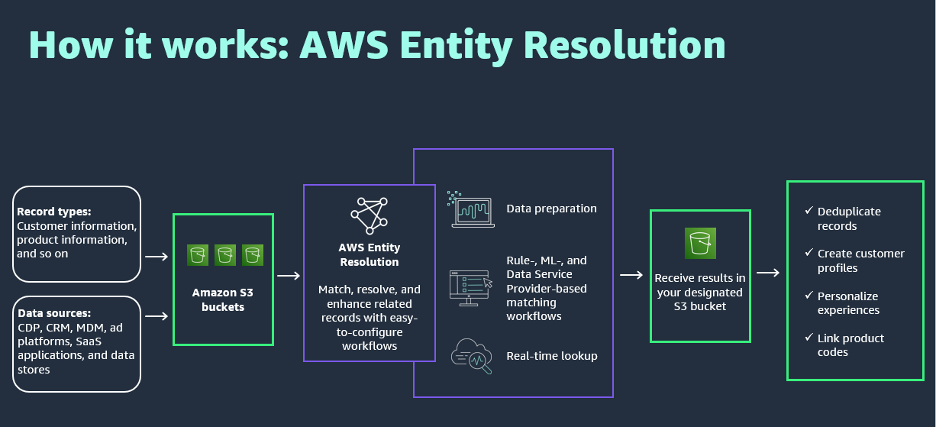 How it works: AWS Entity Resolution
Record types:
Customer information,
product information,
and so on
Data sources:
CDP, CRM, MDM, ad
platforms, SaaS
applications, and data
stores
Amazon S3
buckets
AWS Entity
Resolution
Match, resolve, and
enhance related
records with easy-
to-configure
workflows
Data preparation
Rule-, ML-, and
Data Service
Provider-based
matching
workflows
Real-time lookup
Receive results in
your designated
S3 bucket
✓ Deduplicate
records
✓ Create customer
profiles
✓ Personalize
experiences
✓ Link product
codes